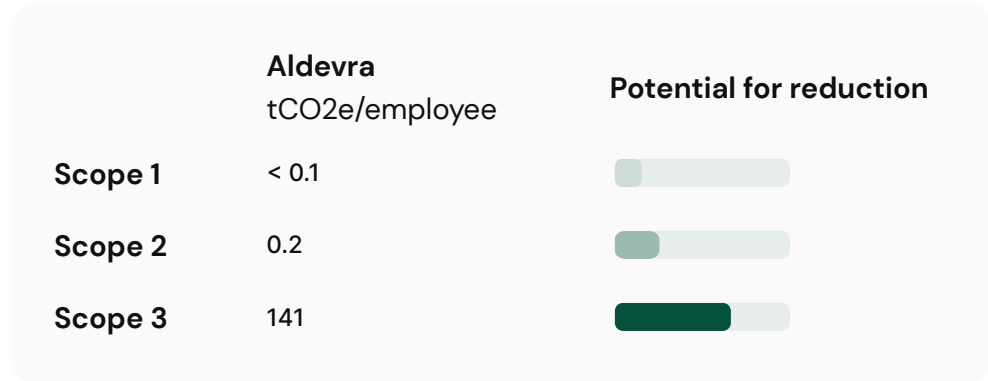 Aldevra
tCO2e/employee
Potential for reduction
Scope 1
< 0.1
Scope 2
0.2
Scope 3
141